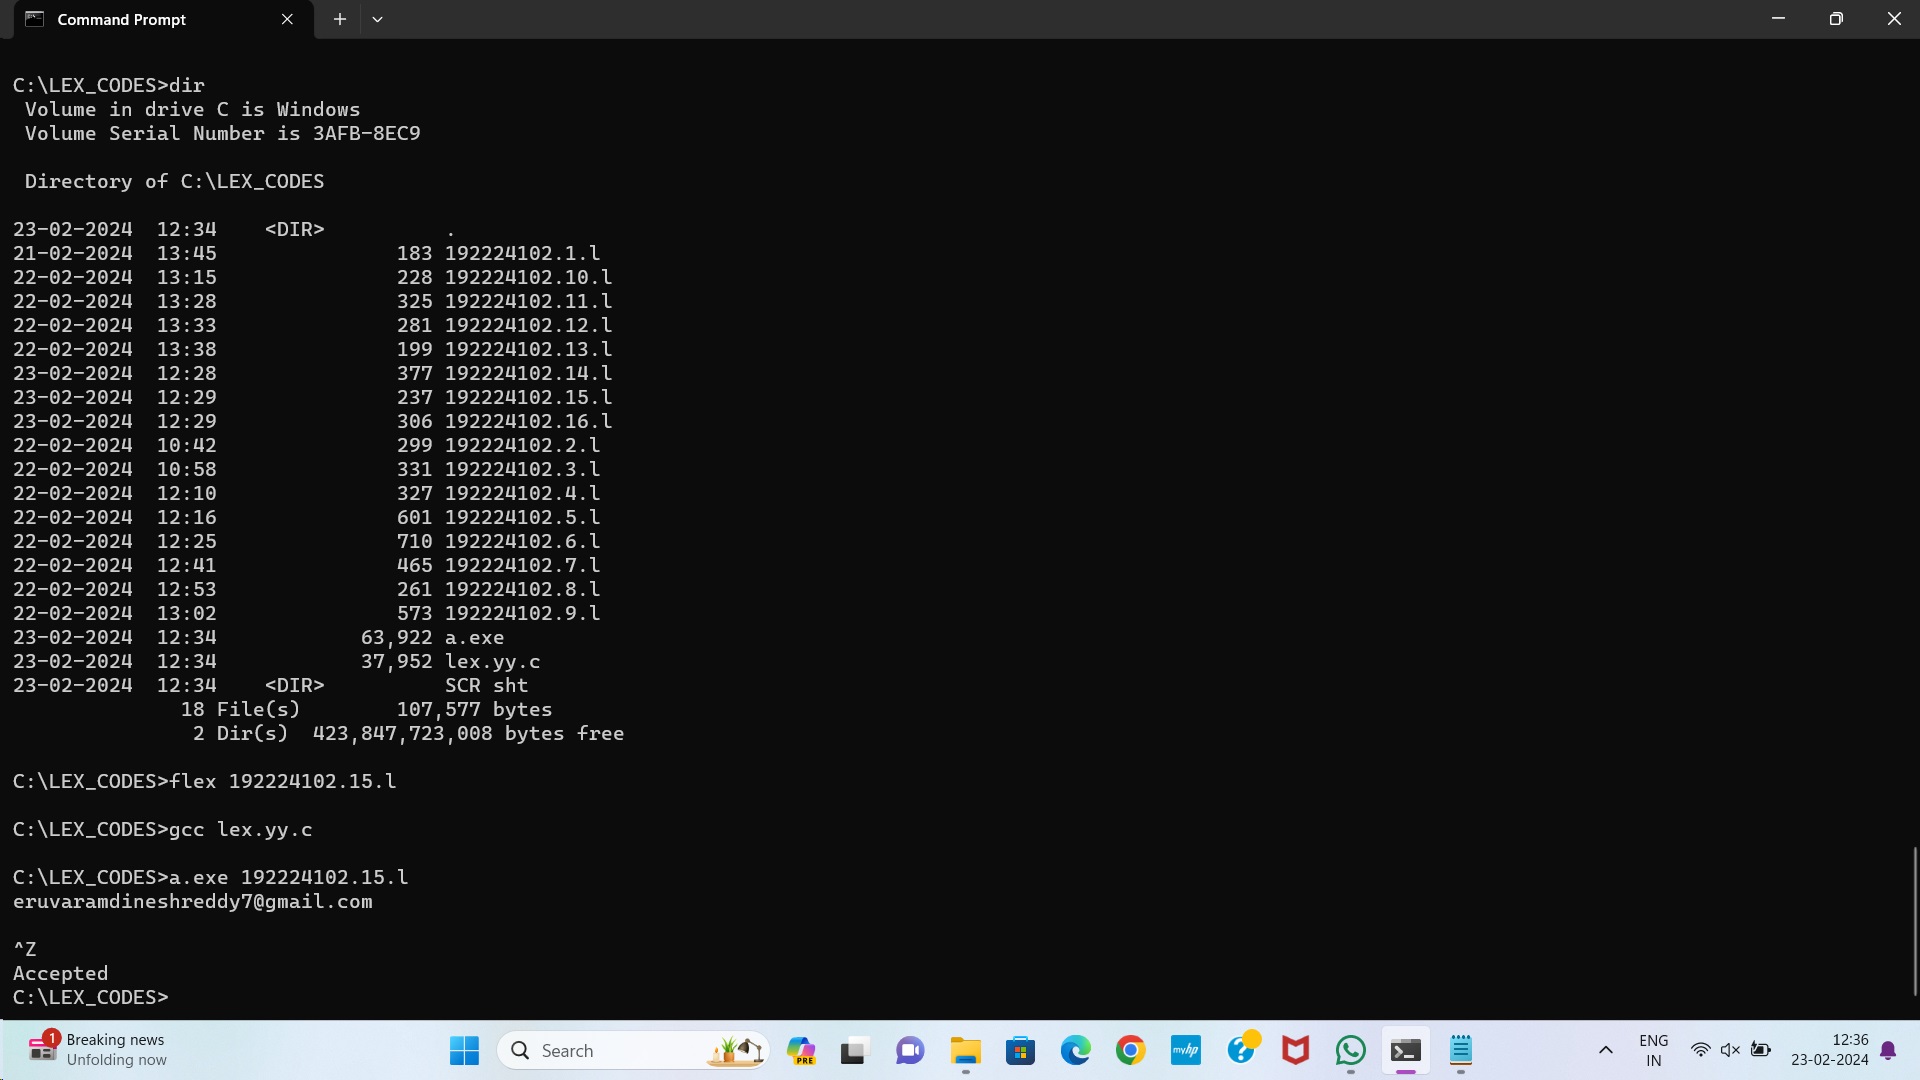 Command Prompt
C:\LEX_CODES>dir
 Volume in drive C is Windows
 Volume Serial Number is 3AFB-8EC9
 Directory of C:\LEX_CODES
23-02-2024  12:34    <DIR>          .
21-02-2024  13:45               183 192224102.1.l
22-02-2024  13:15               228 192224102.10.l
22-02-2024  13:28               325 192224102.11.l
22-02-2024  13:33               281 192224102.12.l
22-02-2024  13:38               199 192224102.13.l
23-02-2024  12:28               377 192224102.14.l
23-02-2024  12:29               237 192224102.15.l
23-02-2024  12:29               306 192224102.16.l
22-02-2024  10:42               299 192224102.2.l
22-02-2024  10:58               331 192224102.3.l
22-02-2024  12:10               327 192224102.4.l
22-02-2024  12:16               601 192224102.5.l
22-02-2024  12:25               710 192224102.6.l
22-02-2024  12:41               465 192224102.7.l
22-02-2024  12:53               261 192224102.8.l
22-02-2024  13:02               573 192224102.9.l
23-02-2024  12:34            63,922 a.exe
23-02-2024  12:34            37,952 lex.yy.c
23-02-2024  12:34    <DIR>          SCR sht
              18 File(s)        107,577 bytes
               2 Dir(s)  423,847,723,008 bytes free
C:\LEX_CODES>flex 192224102.15.l
C:\LEX_CODES>gcc lex.yy.c
C:\LEX_CODES>a.exe 192224102.15.l
eruvaramdineshreddy7@gmail.com
^Z
Accepted
C:\LEX_CODES>
1
Breaking news
Unfolding now
Search
PRE
myhp
ENG
IN
12:36
23-02-2024